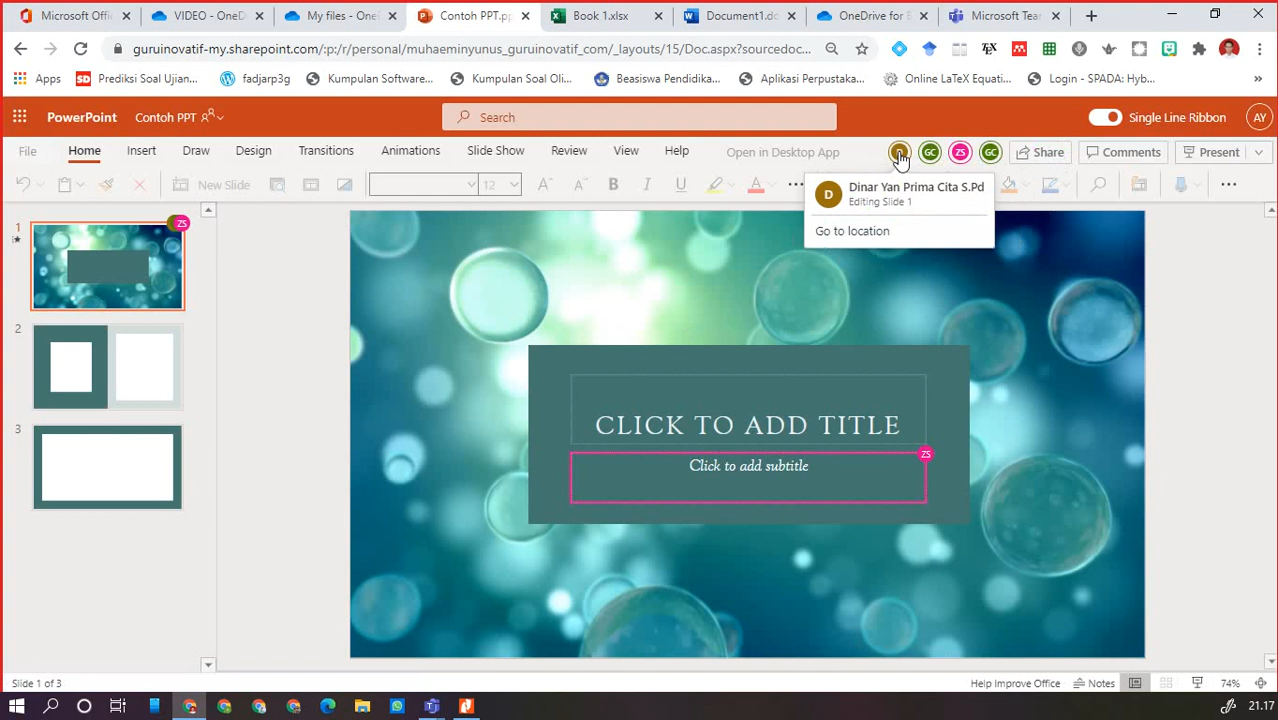 Microsoft Offi
VIDEO - OneD
My files - OneD
Contoh PPT.pp
Book 1.xlsx
Document1.do
OneDrive for B
Microsoft Tea
guruinovatif-my.sharepoint.com/:p:/r/personal/muhaeminyunus_guruinovatif_com/_layouts/15/Doc.aspx?sourcedoc...
Apps
Prediksi Soal Ujian...
fadjarp3g
Kumpulan Software...
Kumpulan Soal Oli...
Beasiswa Pendidika...
Aplikasi Perpustaka...
Online LaTeX Equati...
Login - SPADA: Hyb...
PowerPoint
Contoh PPT
Search
Single Line Ribbon
AY
File
Home
Insert
Draw
Design
Transitions
Animations
Slide Show
Review
View
Help
Open in Desktop App
GC
ZS
GC
Share
Comments
Present
New Slide
12
B
I
U
A
D
Dinar Yan Prima Cita S.Pd
Editing Slide 1
Go to location
1
ZS
2
3
CLICK TO ADD TITLE
ZS
Click to add subtitle
Slide 1 of 3
Help Improve Office
Notes
74%
21.17